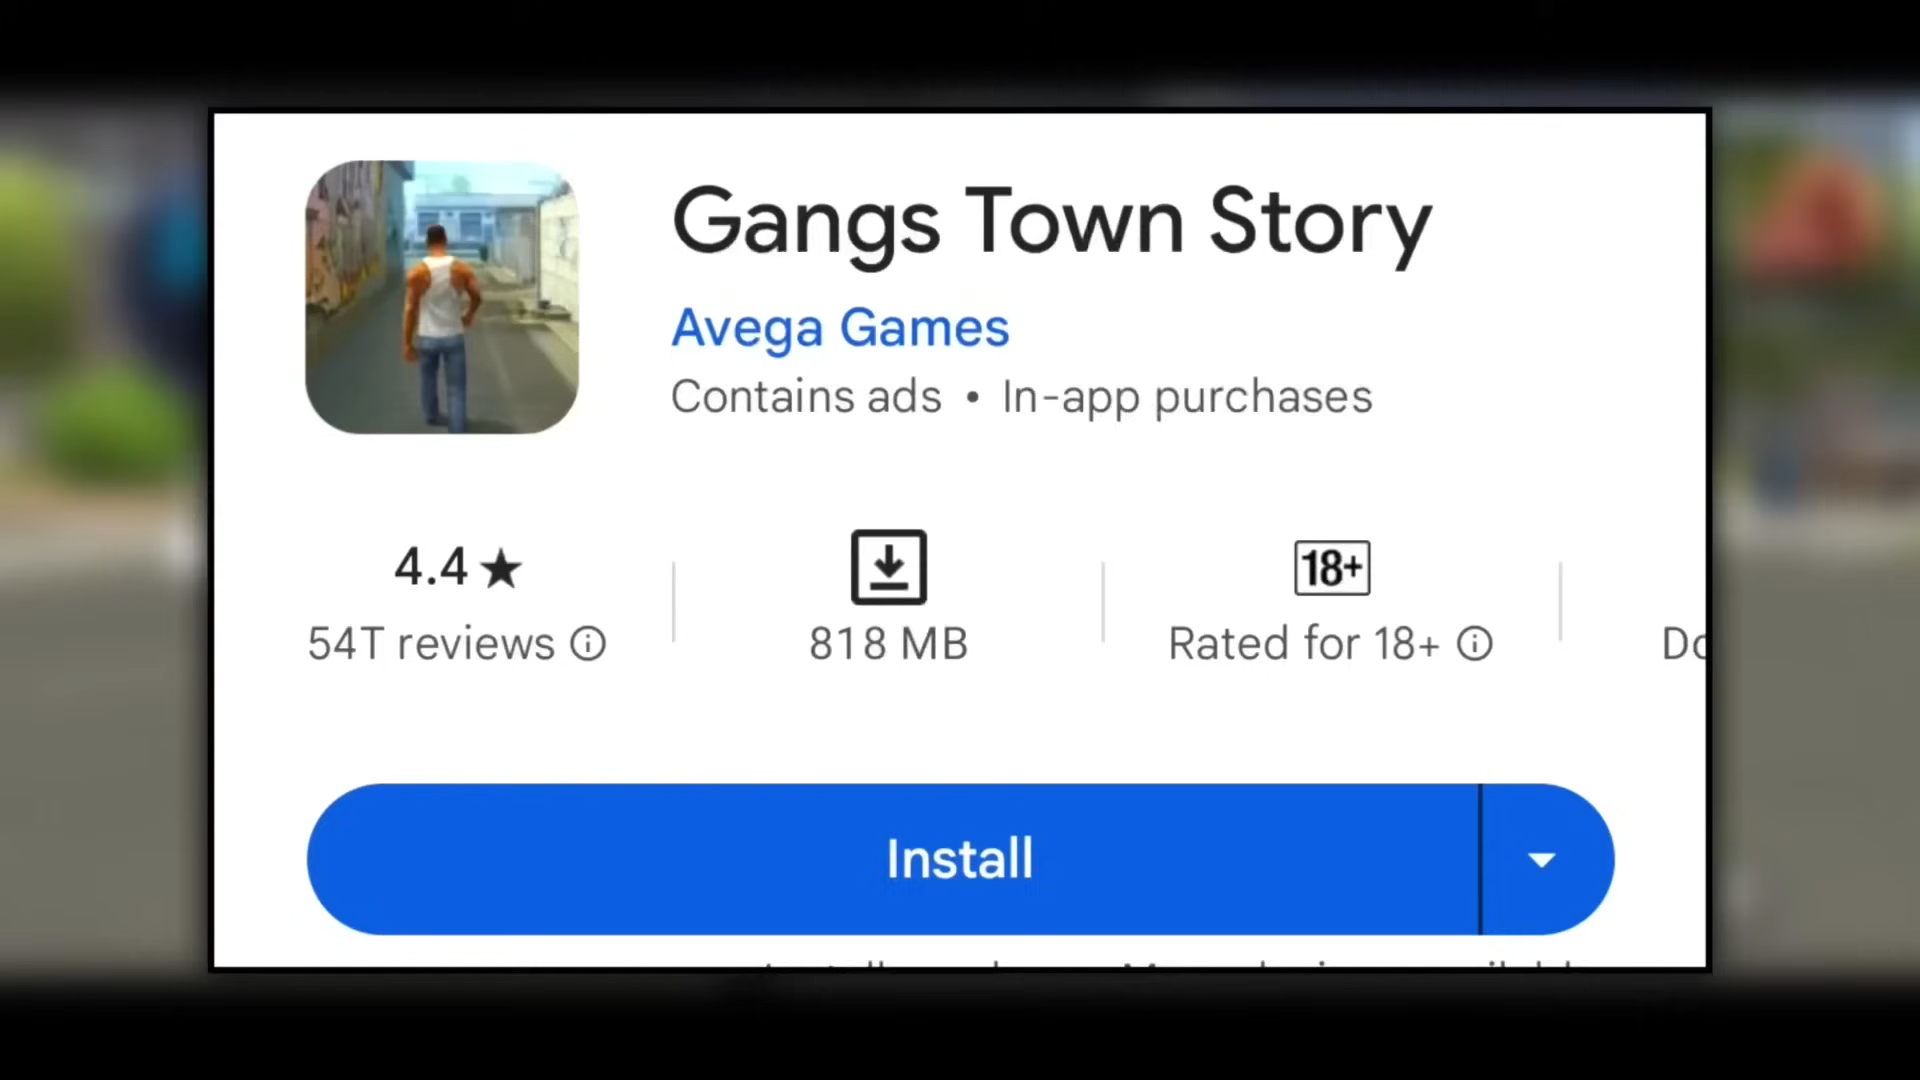 Gangs Town Story
Avega Games
Contains ads • In-app purchases
4.4★
54T reviews
818 MB
18+
Rated for 18+
Install